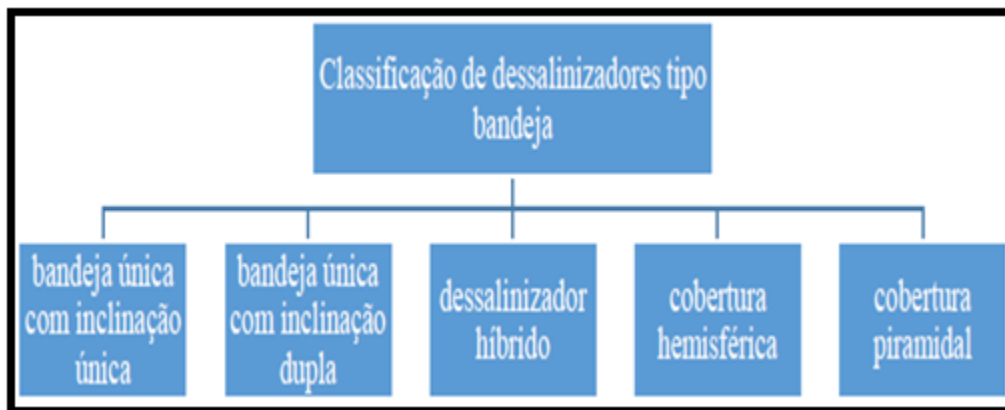 Classificação de dessalinizadores tipo
bandeja
bandeja única
com inclinação
única
bandeja única
com inclinação
dupla
dessalinizador
híbrido
cobertura
hemisférica
cobertura
piramidal